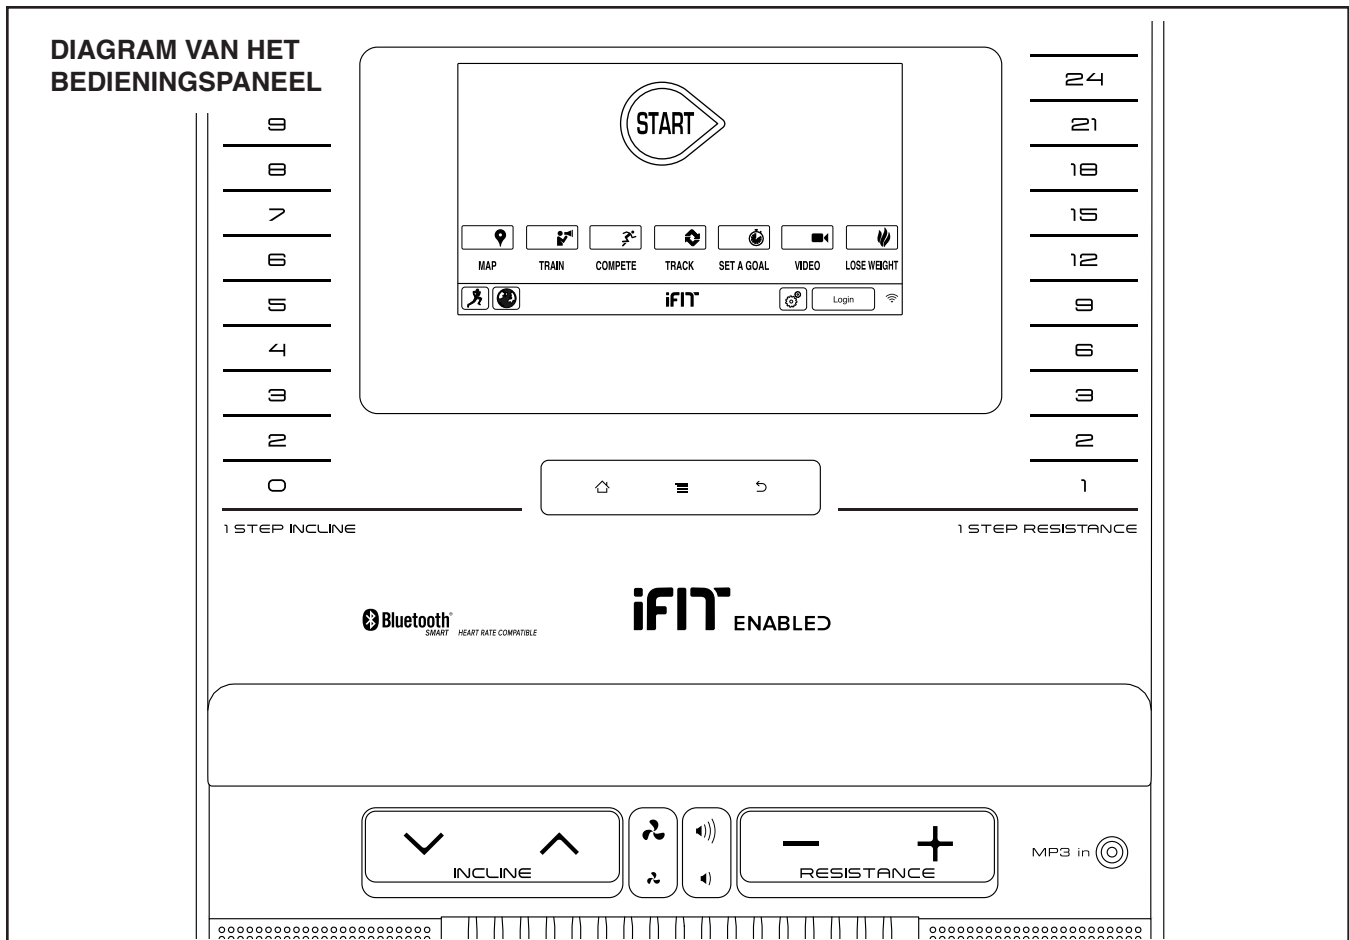 DIAGRAM VAN HET
BEDIENINGSPANEEL
9
8
7
6
5
4
3
2
0
1 STEP INCLINE
START
MAP TRAIN COMPETE TRACK SET A GOAL VIDEO LOSE WEIGHT
iFIT Login
24
21
18
15
12
9
6
3
2
1
1 STEP RESISTANCE
Bluetooth®
SMART HEART RATE COMPATIBLE
iFIT ENABLED
INCLINE
RESISTANCE
MP3 in